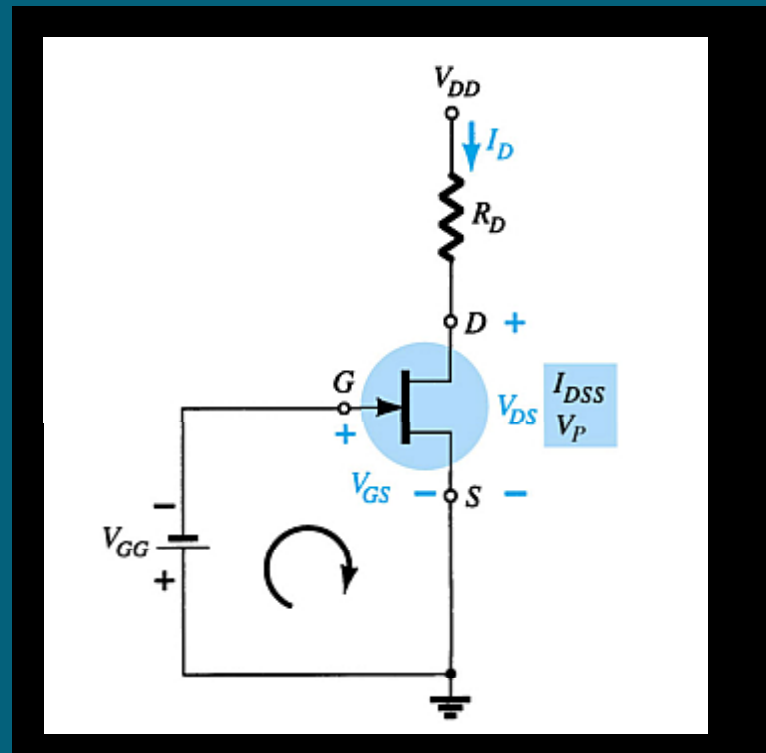 V_DD
I_D
R_D
D +
G
+
V_DS
I_DSS
V_P
V_GS − S −
−
V_GG
+